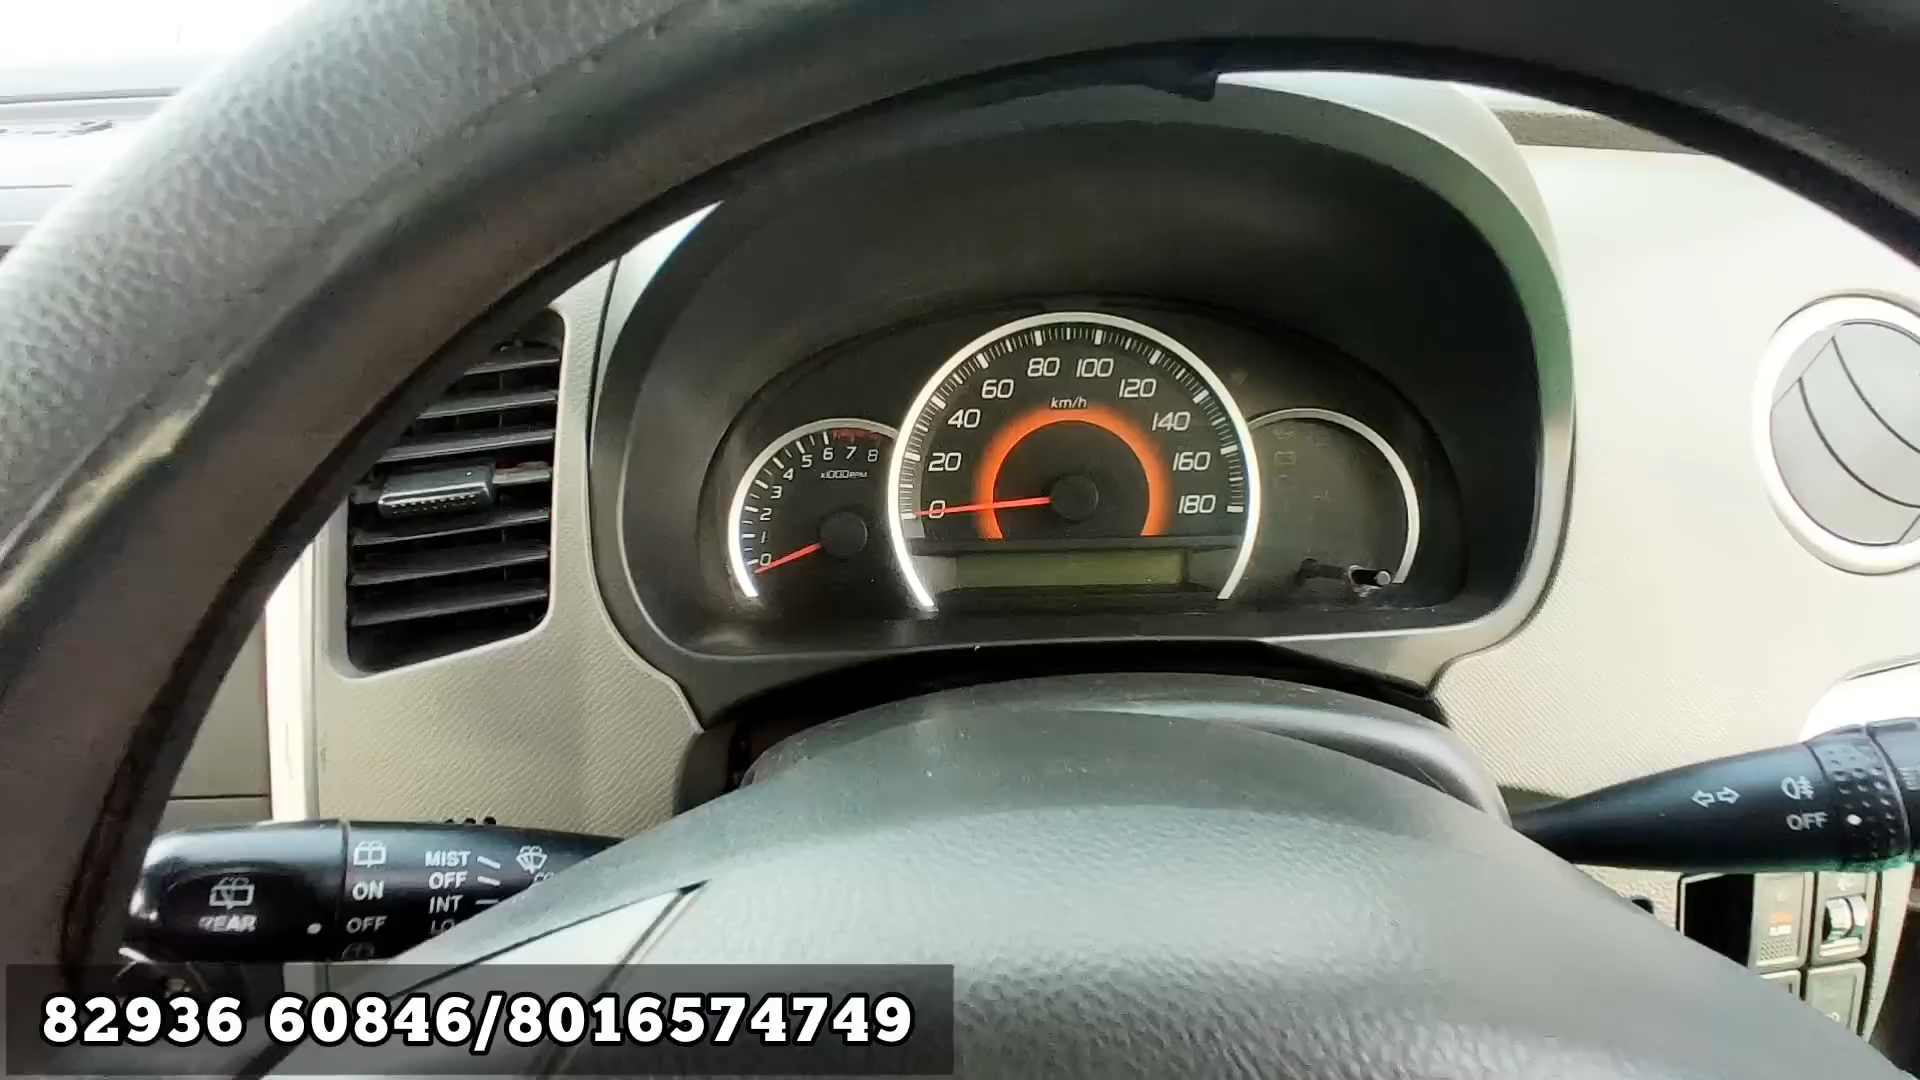 80 100
60 120
km/h
40 140
20 160
0 180
5 6 7 8
4 x1000RPM
3
2
1
0
REAR
ON
OFF
MIST
OFF
INT
LO
OFF
82936 60846/8016574749